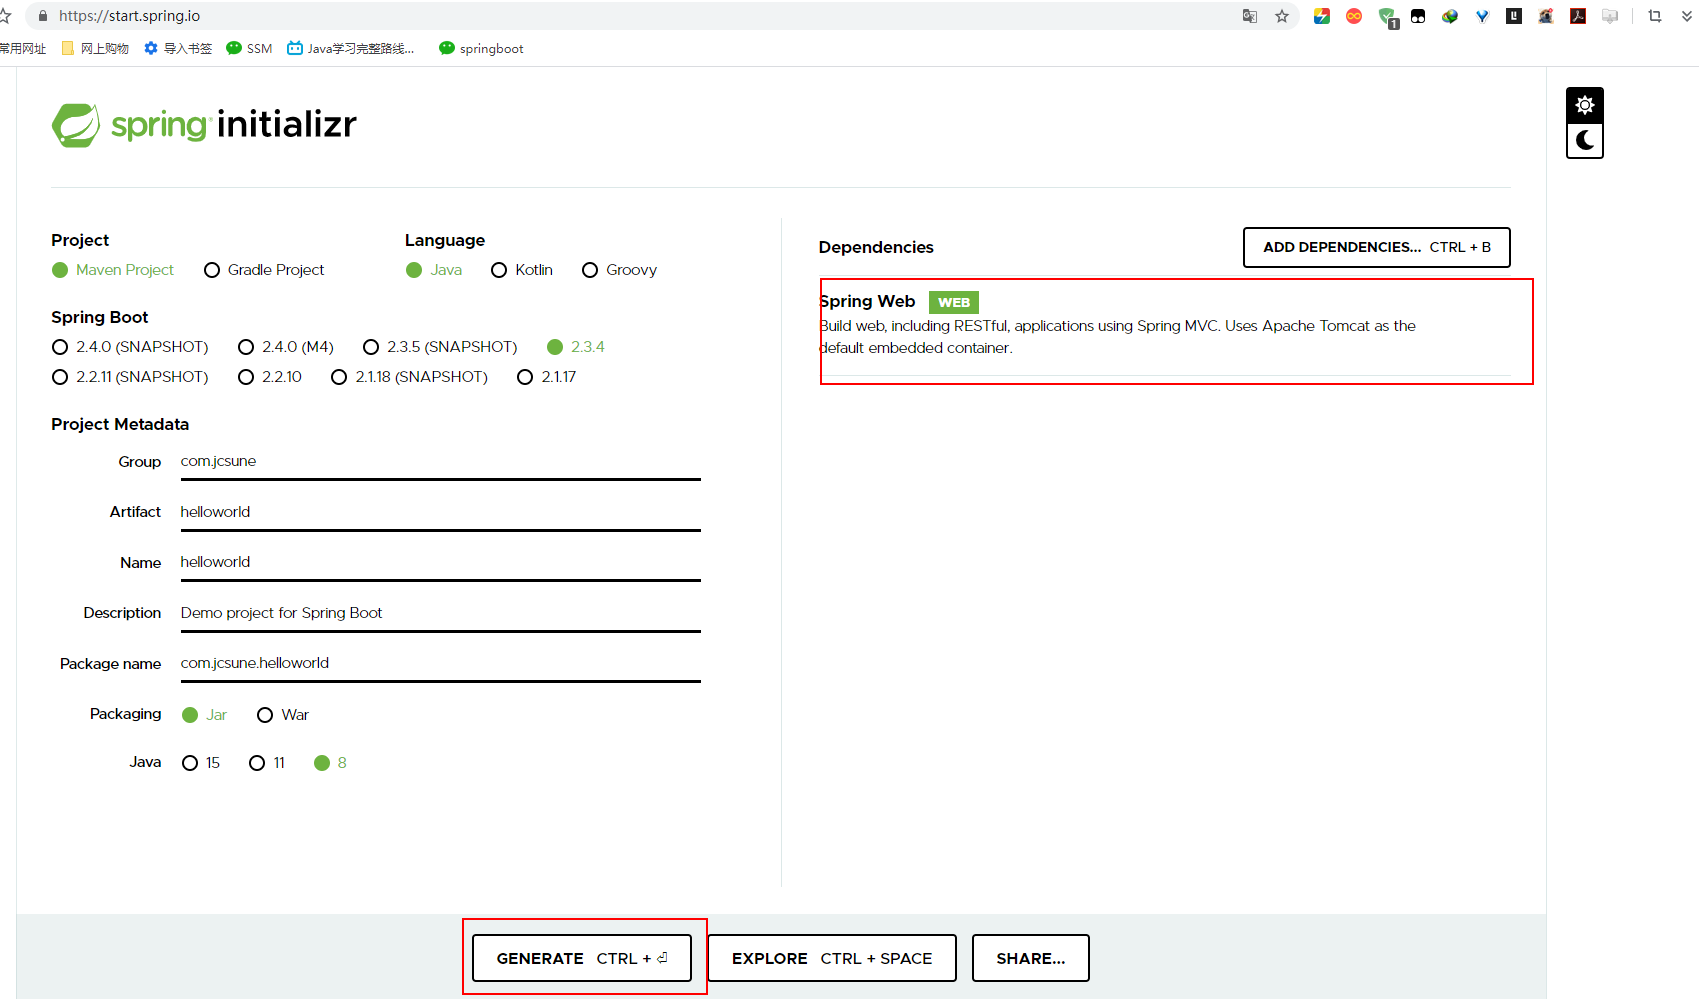 https://start.spring.io
常用网址 网上购物 导入书签 SSM Java学习完整路线... springboot
spring initializr
Project
Maven Project Gradle Project
Language
Java Kotlin Groovy
Spring Boot
2.4.0 (SNAPSHOT) 2.4.0 (M4) 2.3.5 (SNAPSHOT) 2.3.4
2.2.11 (SNAPSHOT) 2.2.10 2.1.18 (SNAPSHOT) 2.1.17
Project Metadata
Group com.jcsune
Artifact helloworld
Name helloworld
Description Demo project for Spring Boot
Package name com.jcsune.helloworld
Packaging Jar War
Java 15 11 8
Dependencies ADD DEPENDENCIES... CTRL + B
Spring Web WEB
Build web, including RESTful, applications using Spring MVC. Uses Apache Tomcat as the
default embedded container.
GENERATE CTRL + ⏎ EXPLORE CTRL + SPACE SHARE...